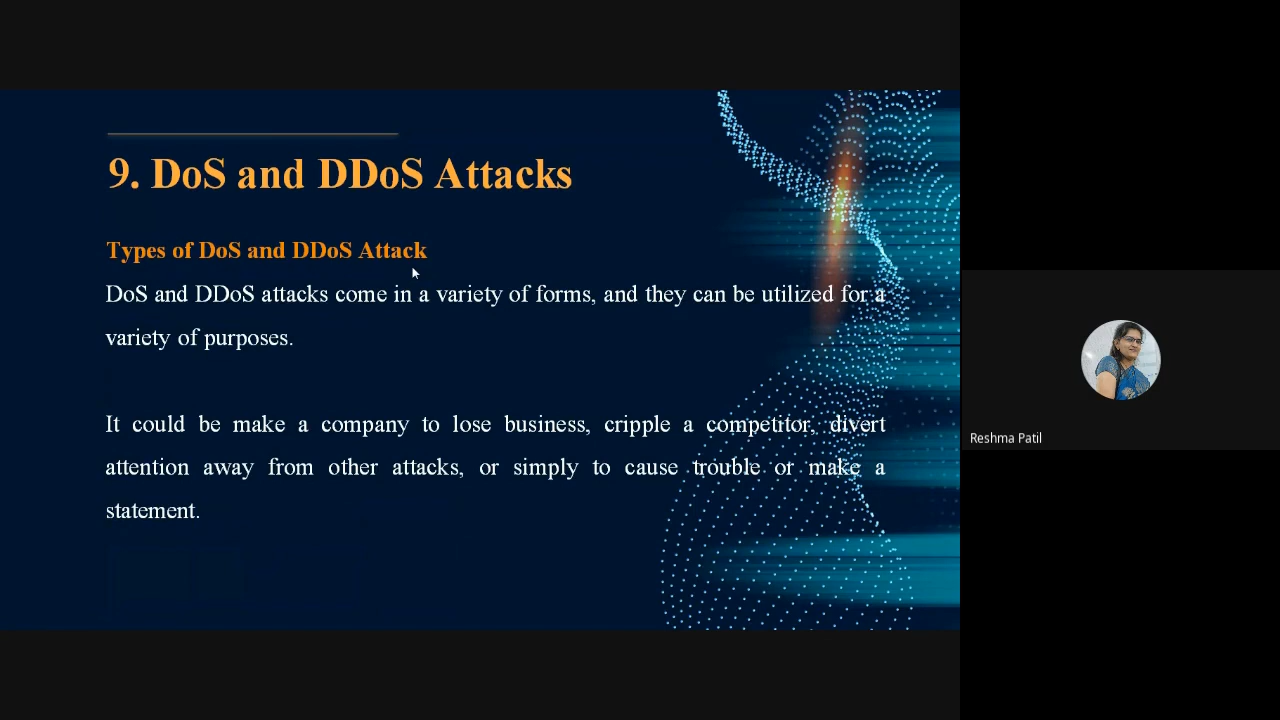 9. DoS and DDoS Attacks
Types of DoS and DDoS Attack
DoS and DDoS attacks come in a variety of forms, and they can be utilized for a
variety of purposes.
It could be make a company to lose business, cripple a competitor, divert
attention away from other attacks, or simply to cause trouble or make a
statement.
Reshma Patil